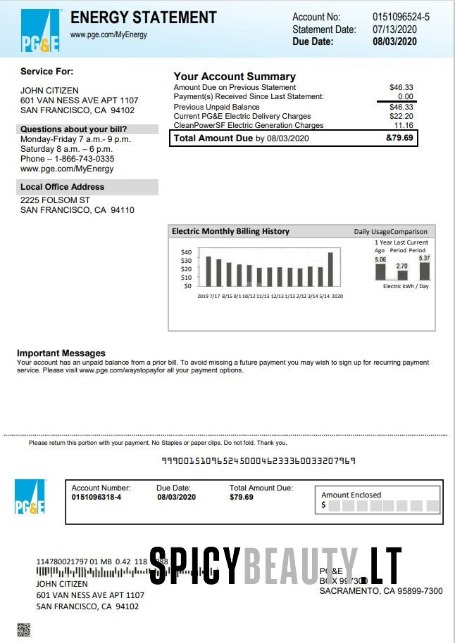 PG&E
ENERGY STATEMENT
www.pge.com/MyEnergy
Account No: 0151096524-5
Statement Date: 07/13/2020
Due Date: 08/03/2020
Service For:
JOHN CITIZEN
601 VAN NESS AVE APT 1107
SAN FRANCISCO, CA 94102
Questions about your bill?
Monday-Friday 7 a.m.- 9 p.m.
Saturday 8 a.m. – 6 p.m.
Phone – 1-866-743-0335
www.pge.com/MyEnergy
Local Office Address
2225 FOLSOM ST
SAN FRANCISCO, CA 94110
Your Account Summary
Amount Due on Previous Statement $46.33
Payment(s) Received Since Last Statement: 0.00
Previous Unpaid Balance $46.33
Current PG&E Electric Delivery Charges $22.20
CleanPowerSF Electric Generation Charges 11.16
Total Amount Due by 08/03/2020 &79.69
Electric Monthly Billing History
$40
$30
$20
$10
$0
2019 7/17 8/15 9/1 10/12 11/13 12/13 1/13 2/12 3/14 5/14 2020
Daily UsageComparison
1 Year Last Current
Ago Period Period
5.06 2.70 5.37
Electric kWh / Day
Important Messages
Your account has an unpaid balance from a prior bill. To avoid missing a future payment you may wish to sign up for recurring payment
service. Please visit www.pge.com/waystopayfor all your payment options.
Please return this portion with your payment. No Staples or paper clips. Do not fold. Thank you.
99900151096524500046233360033207969
PG&E
Account Number: Due Date: Total Amount Due:
0151096318-4 08/03/2020 $79.69
Amount Enclosed
$
114780021797 01 MB 0.42 118
JOHN CITIZEN
601 VAN NESS AVE APT 1107
SAN FRANCISCO, CA 94102
SPICYBEAUTY.LT
PG&E
BOX
SACRAMENTO, CA 95899-7300